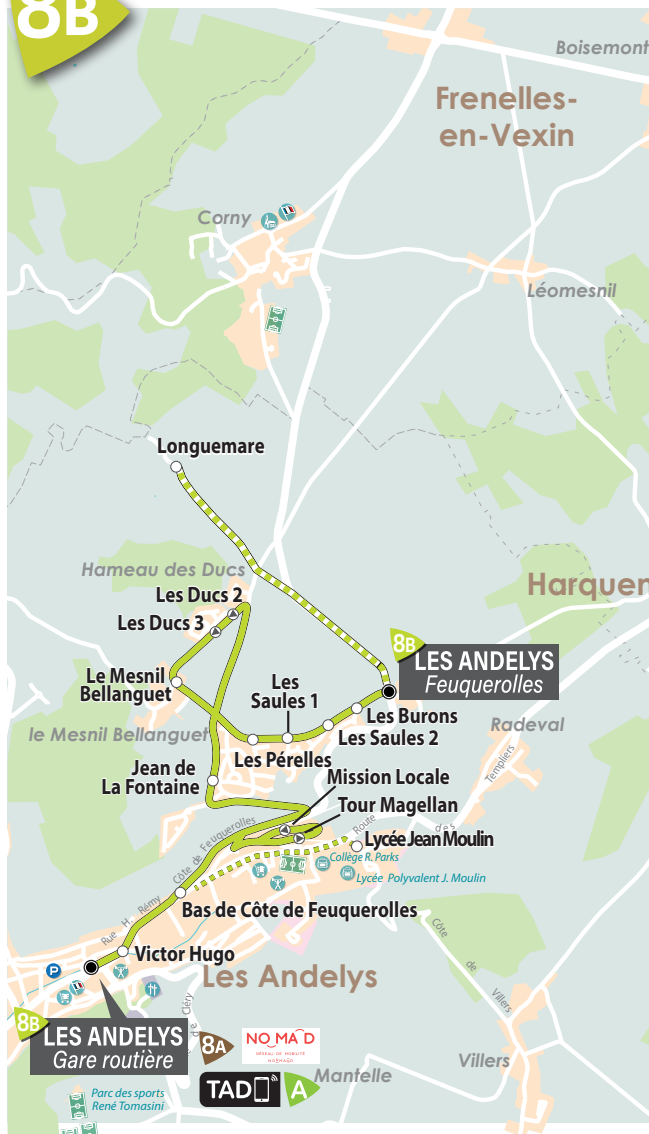 8B
Boisemont
Frenelles-
en-Vexin
Corny
Léomesnil
Longuemare
Hameau des Ducs
Les Ducs 2
Les Ducs 3
Harquen
8B
LES ANDELYS
Feuquerolles
Le Mesnil
Bellanguet
Les
Saules 1
Les Burons
Les Saules 2
le Mesnil Bellanguet
Radeval
Les Pérelles
Jean de
La Fontaine
Mission Locale
Tour Magellan
Route
des
Templiers
Lycée Jean Moulin
Côte de Feuquerolles
Collège R. Parks
Lycée Polyvalent J. Moulin
Rue H. Rémy
Bas de Côte de Feuquerolles
Victor Hugo
P
Les Andelys
Côte
de
Villers
de Cléry
8B
LES ANDELYS
Gare routière
8A
NOMAD
RÉSEAU DE MOBILITÉ
NORMAND
TAD
A
Mantelle
Villers
Parc des sports
René Tomasini